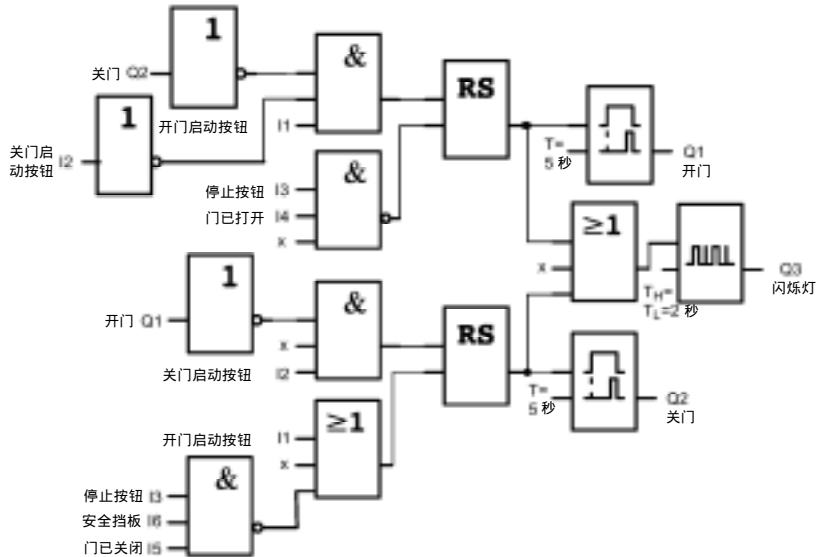 1
&
关门 Q2
RS
1
开门启动按钮
I1
关门启
动按钮 I2
T=
5 秒
Q1
开门
&
停止按钮 I3
门已打开 I4
x
≥1
x
Q3
闪烁灯
TH=
TL=2 秒
1
&
开门 Q1
RS
x
关门启动按钮
I2
T=
5 秒
Q2
关门
≥1
开门启动按钮
I1
x
&
停止按钮 I3
安全挡板 I6
门已关闭 I5